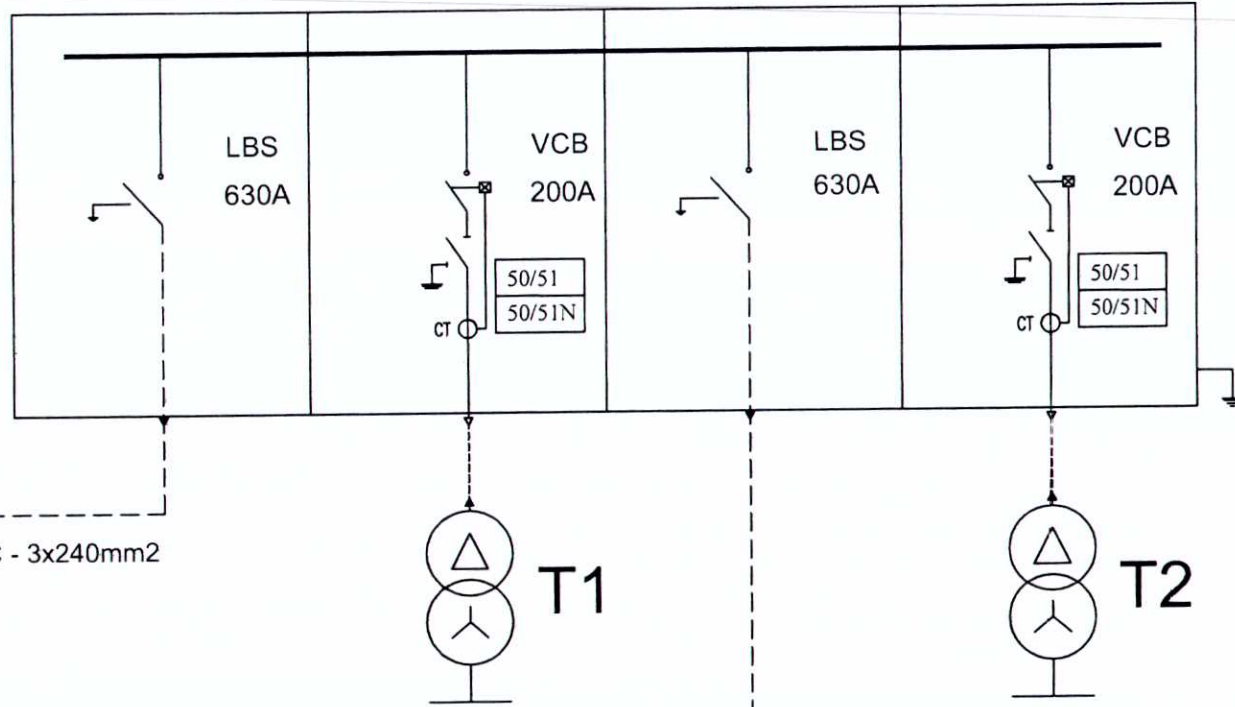 LBS
630A
VCB
200A
LBS
630A
VCB
200A
50/51
50/51N
CT
50/51
50/51N
CT
- 3x240mm2
T1
T2